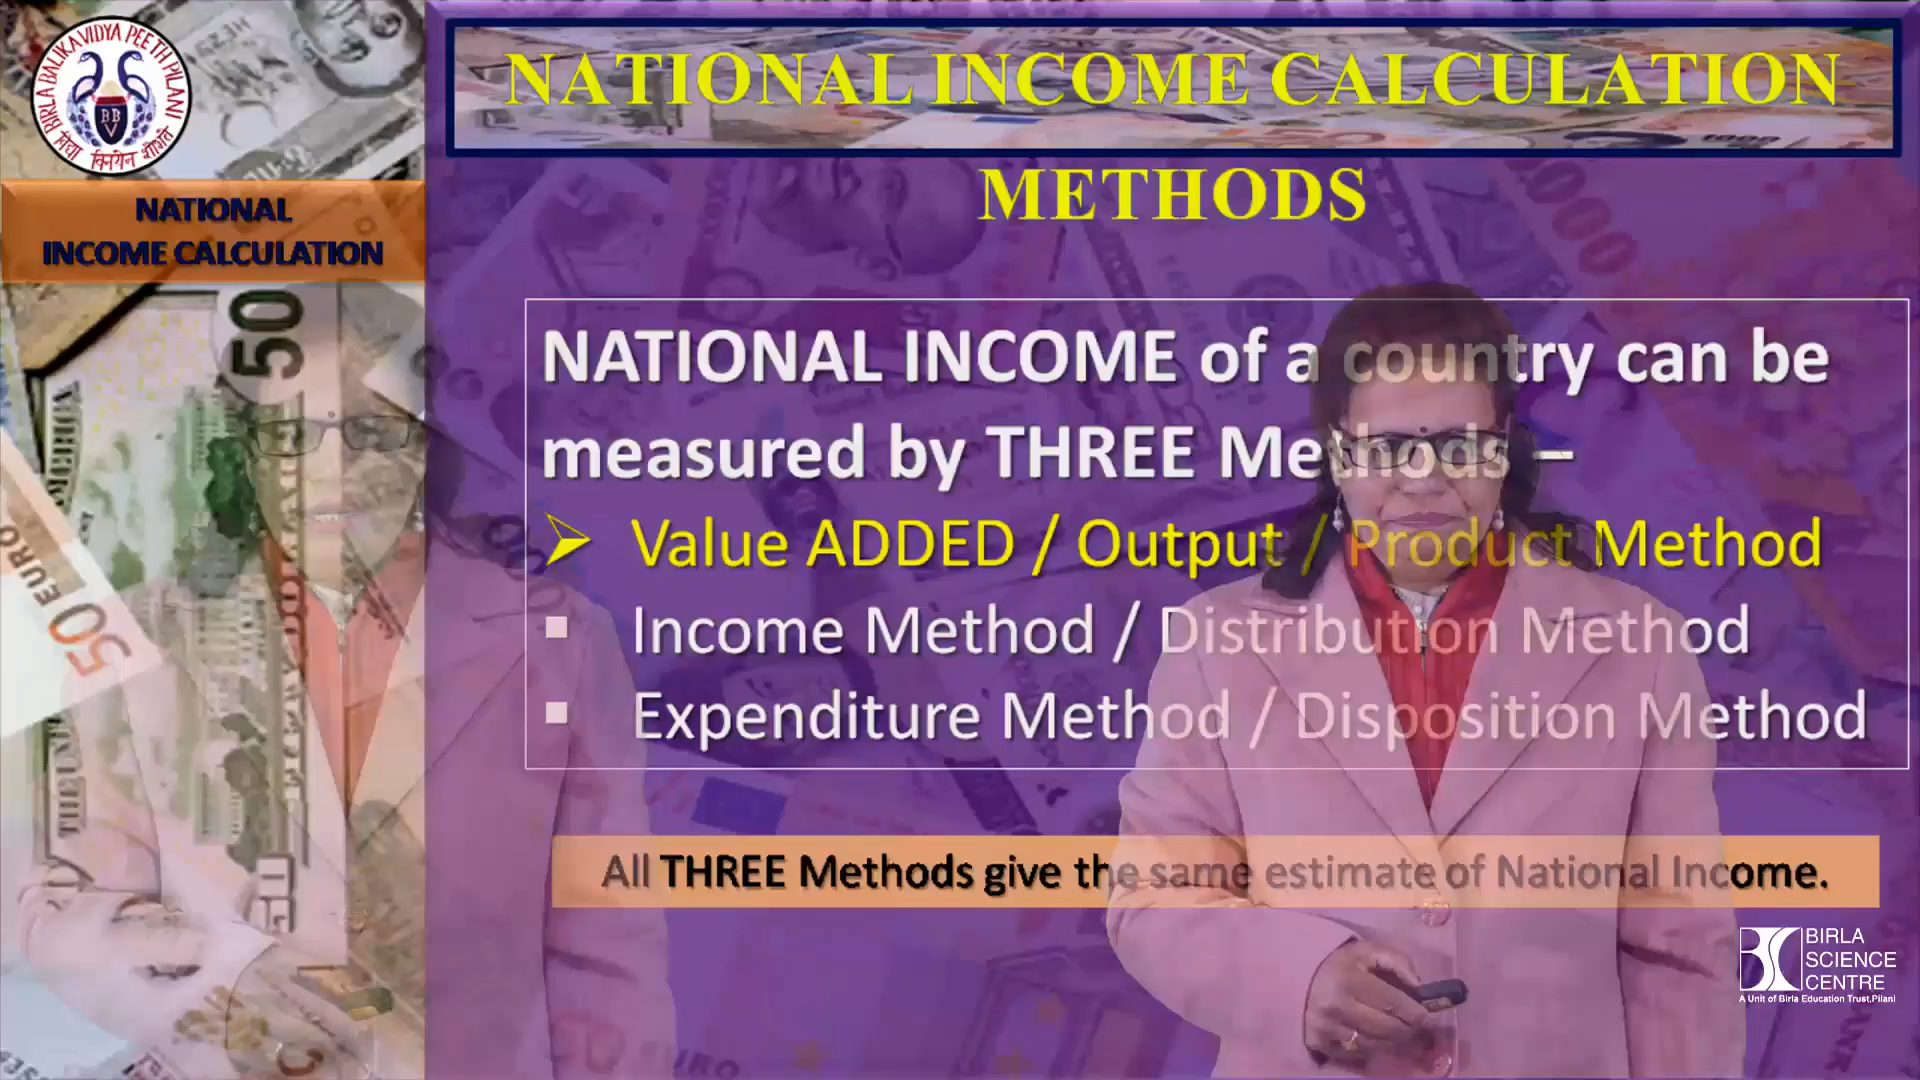 BIRLA BALIKA VIDYA PEETH PILANI
BB
V
NATIONAL
INCOME CALCULATION
NATIONAL INCOME CALCULATION
METHODS
NATIONAL INCOME of a country can be
measured by THREE Methods –
Value ADDED / Output / Product Method
Income Method / Distribution Method
Expenditure Method / Disposition Method
All THREE Methods give the same estimate of National Income.
50
50 EURO
BIRLA
SCIENCE
CENTRE
A Unit of Birla Education Trust,Pilani